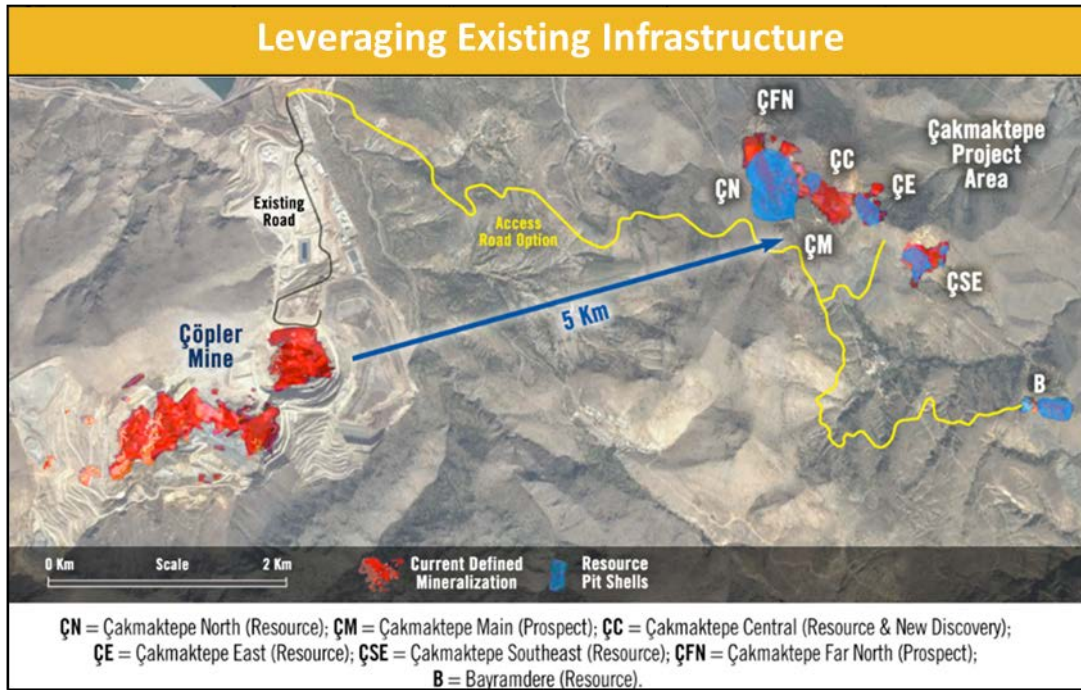 Leveraging Existing Infrastructure
ÇFN
Çakmaktepe
Project
Area
ÇC
ÇN
ÇE
Existing
Road
Access
Road Option
ÇM
ÇSE
5 Km
Çöpler
Mine
B
0 Km Scale 2 Km
Current Defined
Mineralization
Resource
Pit Shells
ÇN = Çakmaktepe North (Resource); ÇM = Çakmaktepe Main (Prospect); ÇC = Çakmaktepe Central (Resource & New Discovery);
ÇE = Çakmaktepe East (Resource); ÇSE = Çakmaktepe Southeast (Resource); ÇFN = Çakmaktepe Far North (Prospect);
B = Bayramdere (Resource).